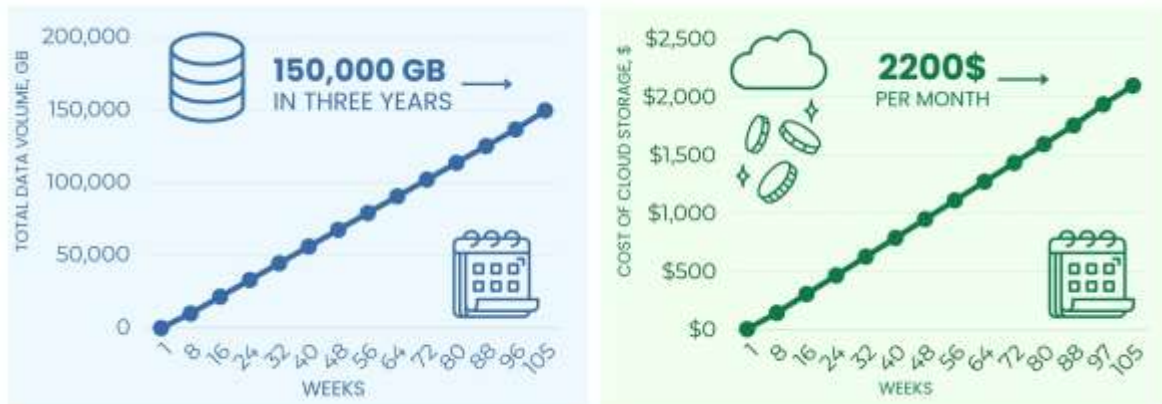 TOTAL DATA VOLUME, GB
200,000
150,000
100,000
50,000
0
150,000 GB
IN THREE YEARS
1 8 16 24 32 40 48 56 64 72 80 88 96 105
WEEKS
COST OF CLOUD STORAGE, $
$2,500
$2,000
$1,500
$1,000
$500
$0
2200$
PER MONTH
1 8 16 24 32 40 48 56 64 72 80 88 97 105
WEEKS